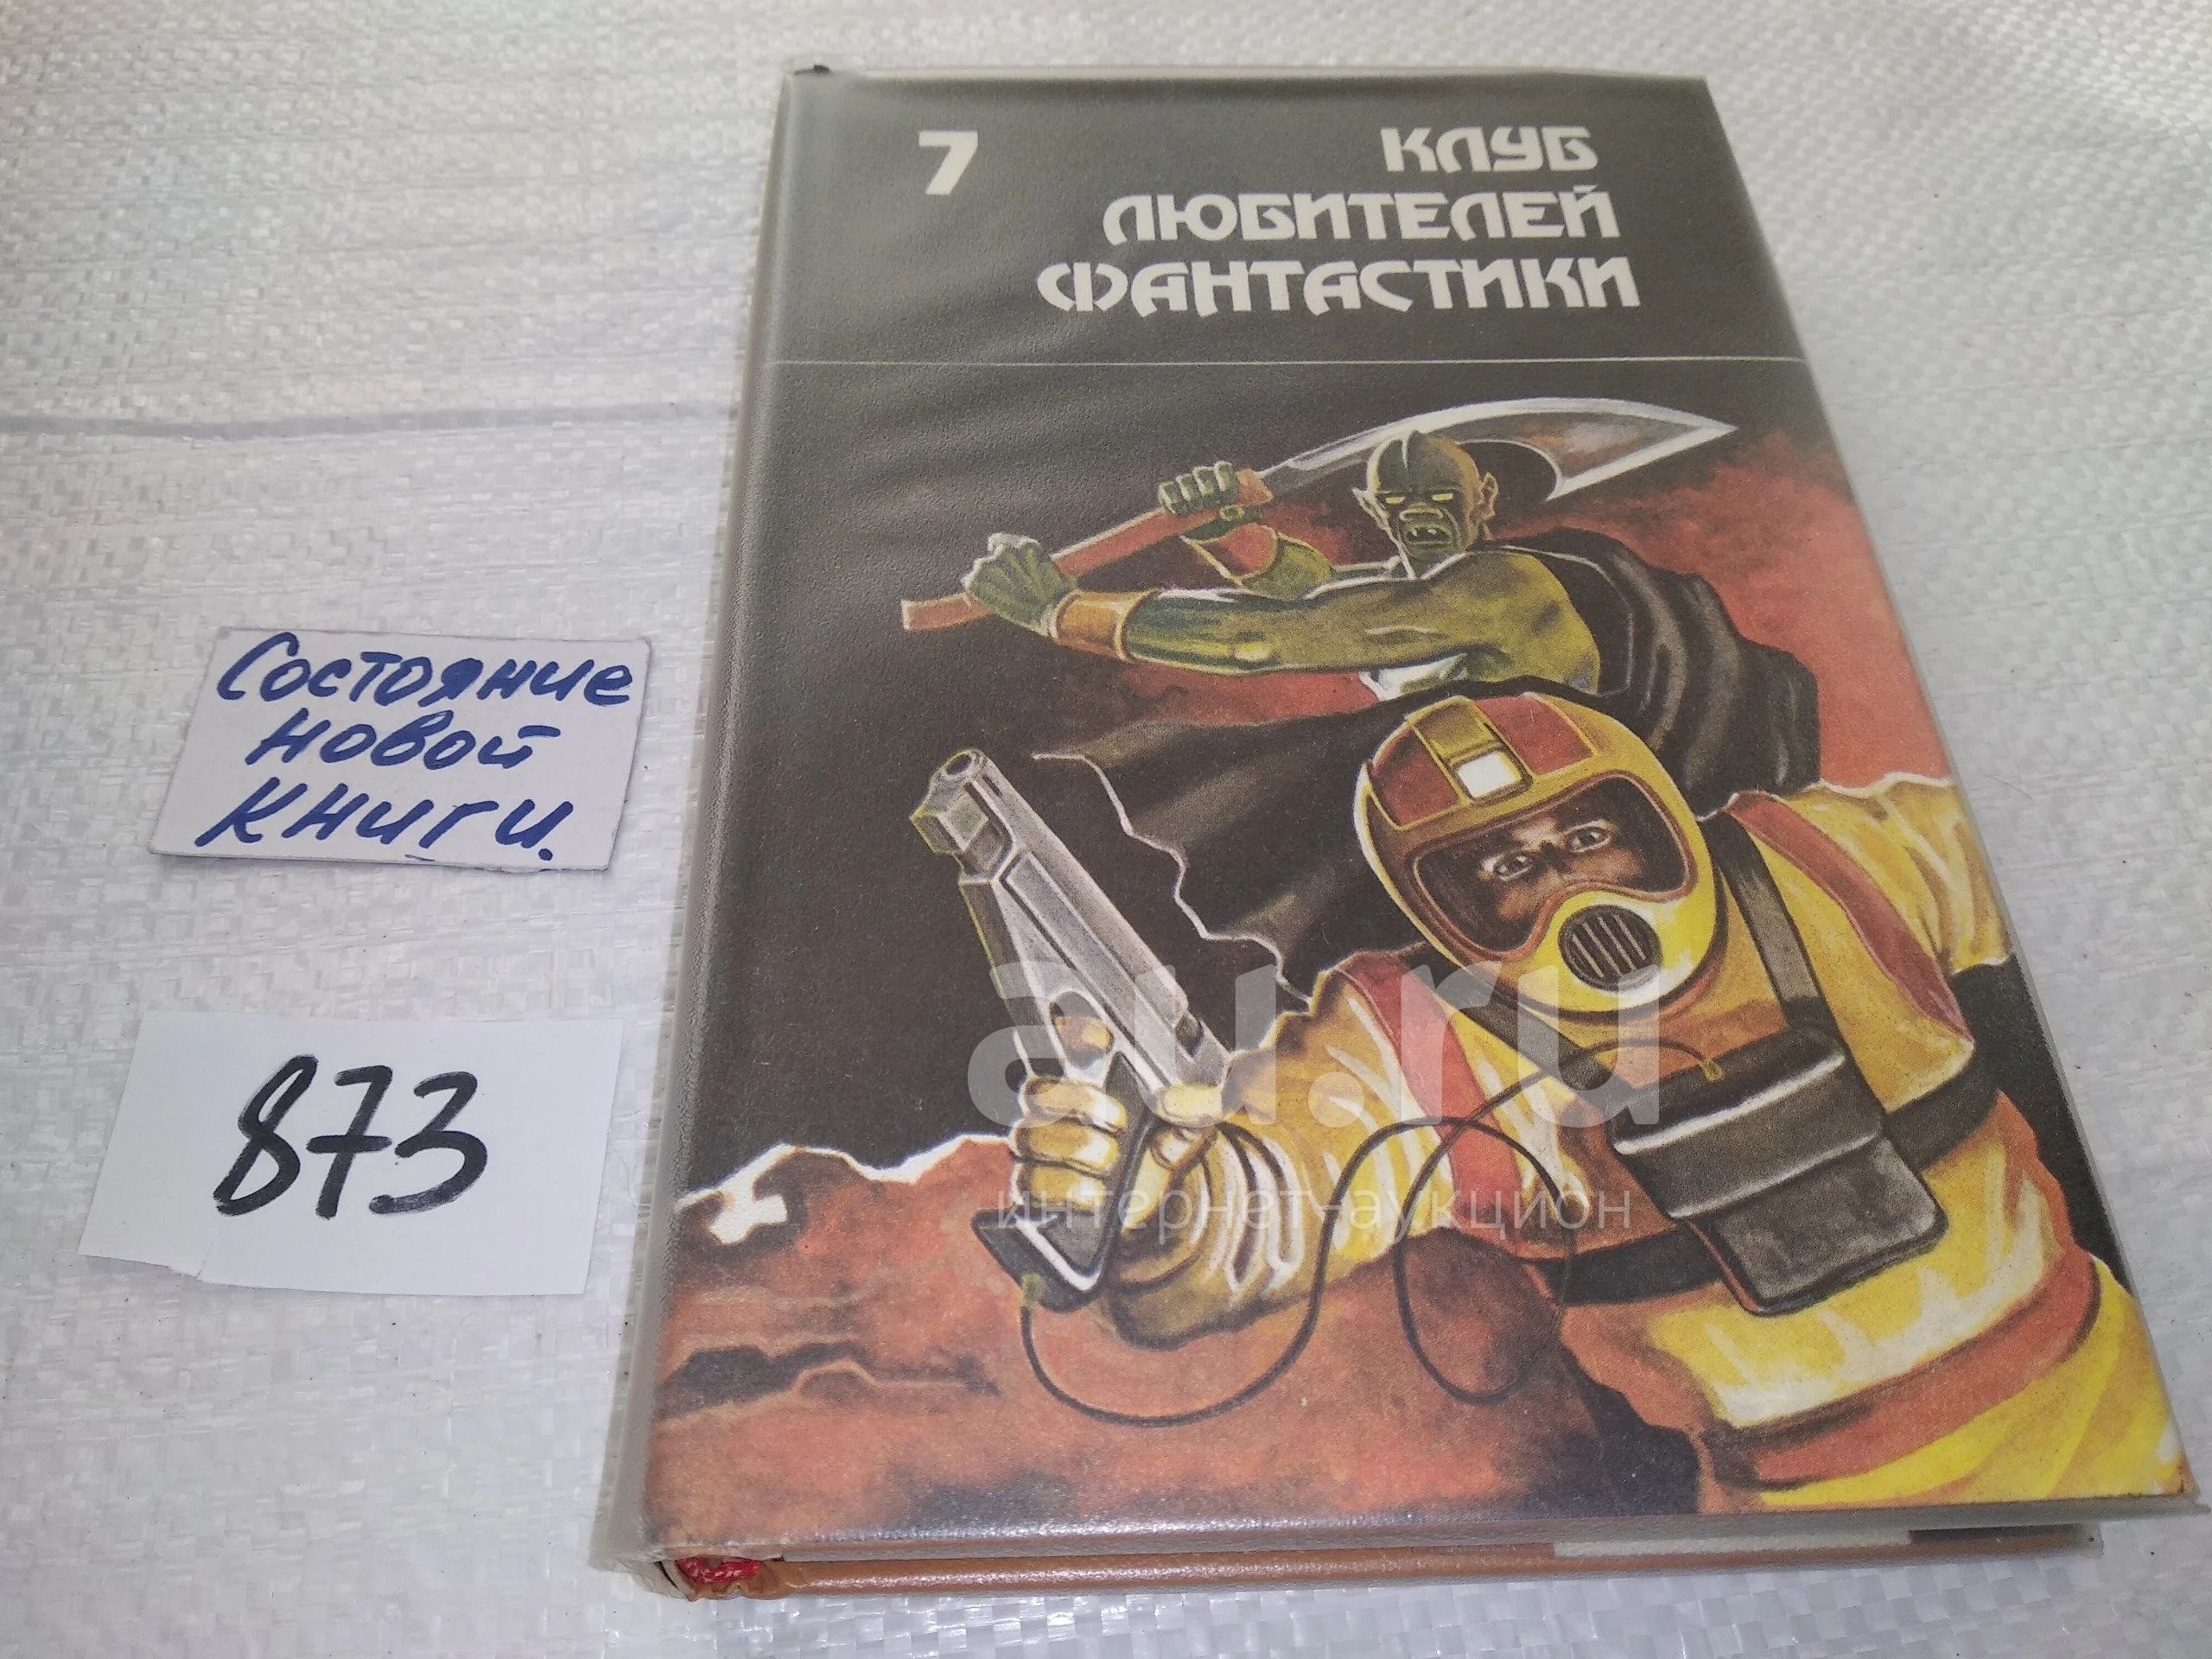 7
КЛУБ
ЛЮБИТЕЛЕЙ
ФАНТАСТИКИ
Состояние
новой
книги.
873
au.ru
интернет-аукцион